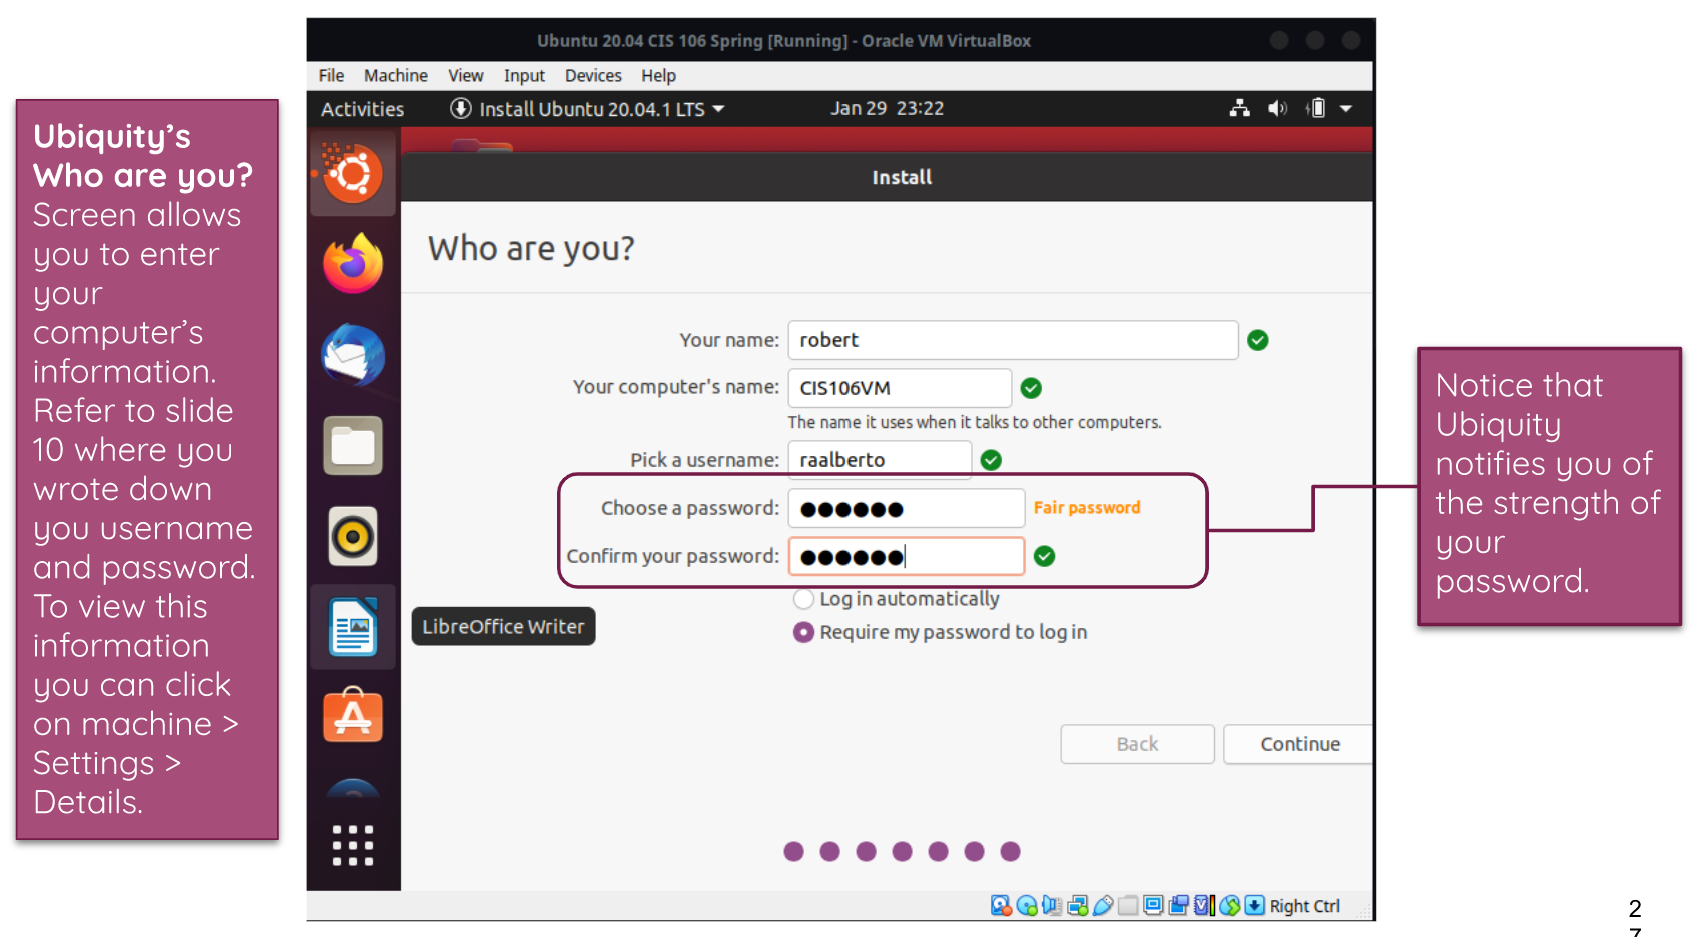 Ubuntu 20.04 CIS 106 Spring [Running] - Oracle VM VirtualBox
File Machine View Input Devices Help
Activities Install Ubuntu 20.04.1 LTS Jan 29 23:22
Ubiquity’s
Who are you?
Screen allows
you to enter
your
computer’s
information.
Refer to slide
10 where you
wrote down
you username
and password.
To view this
information
you can click
on machine >
Settings >
Details.
Install
Who are you?
Your name: robert
Your computer's name: CIS106VM
The name it uses when it talks to other computers.
Pick a username: raalberto
Choose a password: ●●●●●● Fair password
Confirm your password: ●●●●●●
Log in automatically
Require my password to log in
LibreOffice Writer
Back Continue
Right Ctrl
Notice that
Ubiquity
notifies you of
the strength of
your
password.
2
7